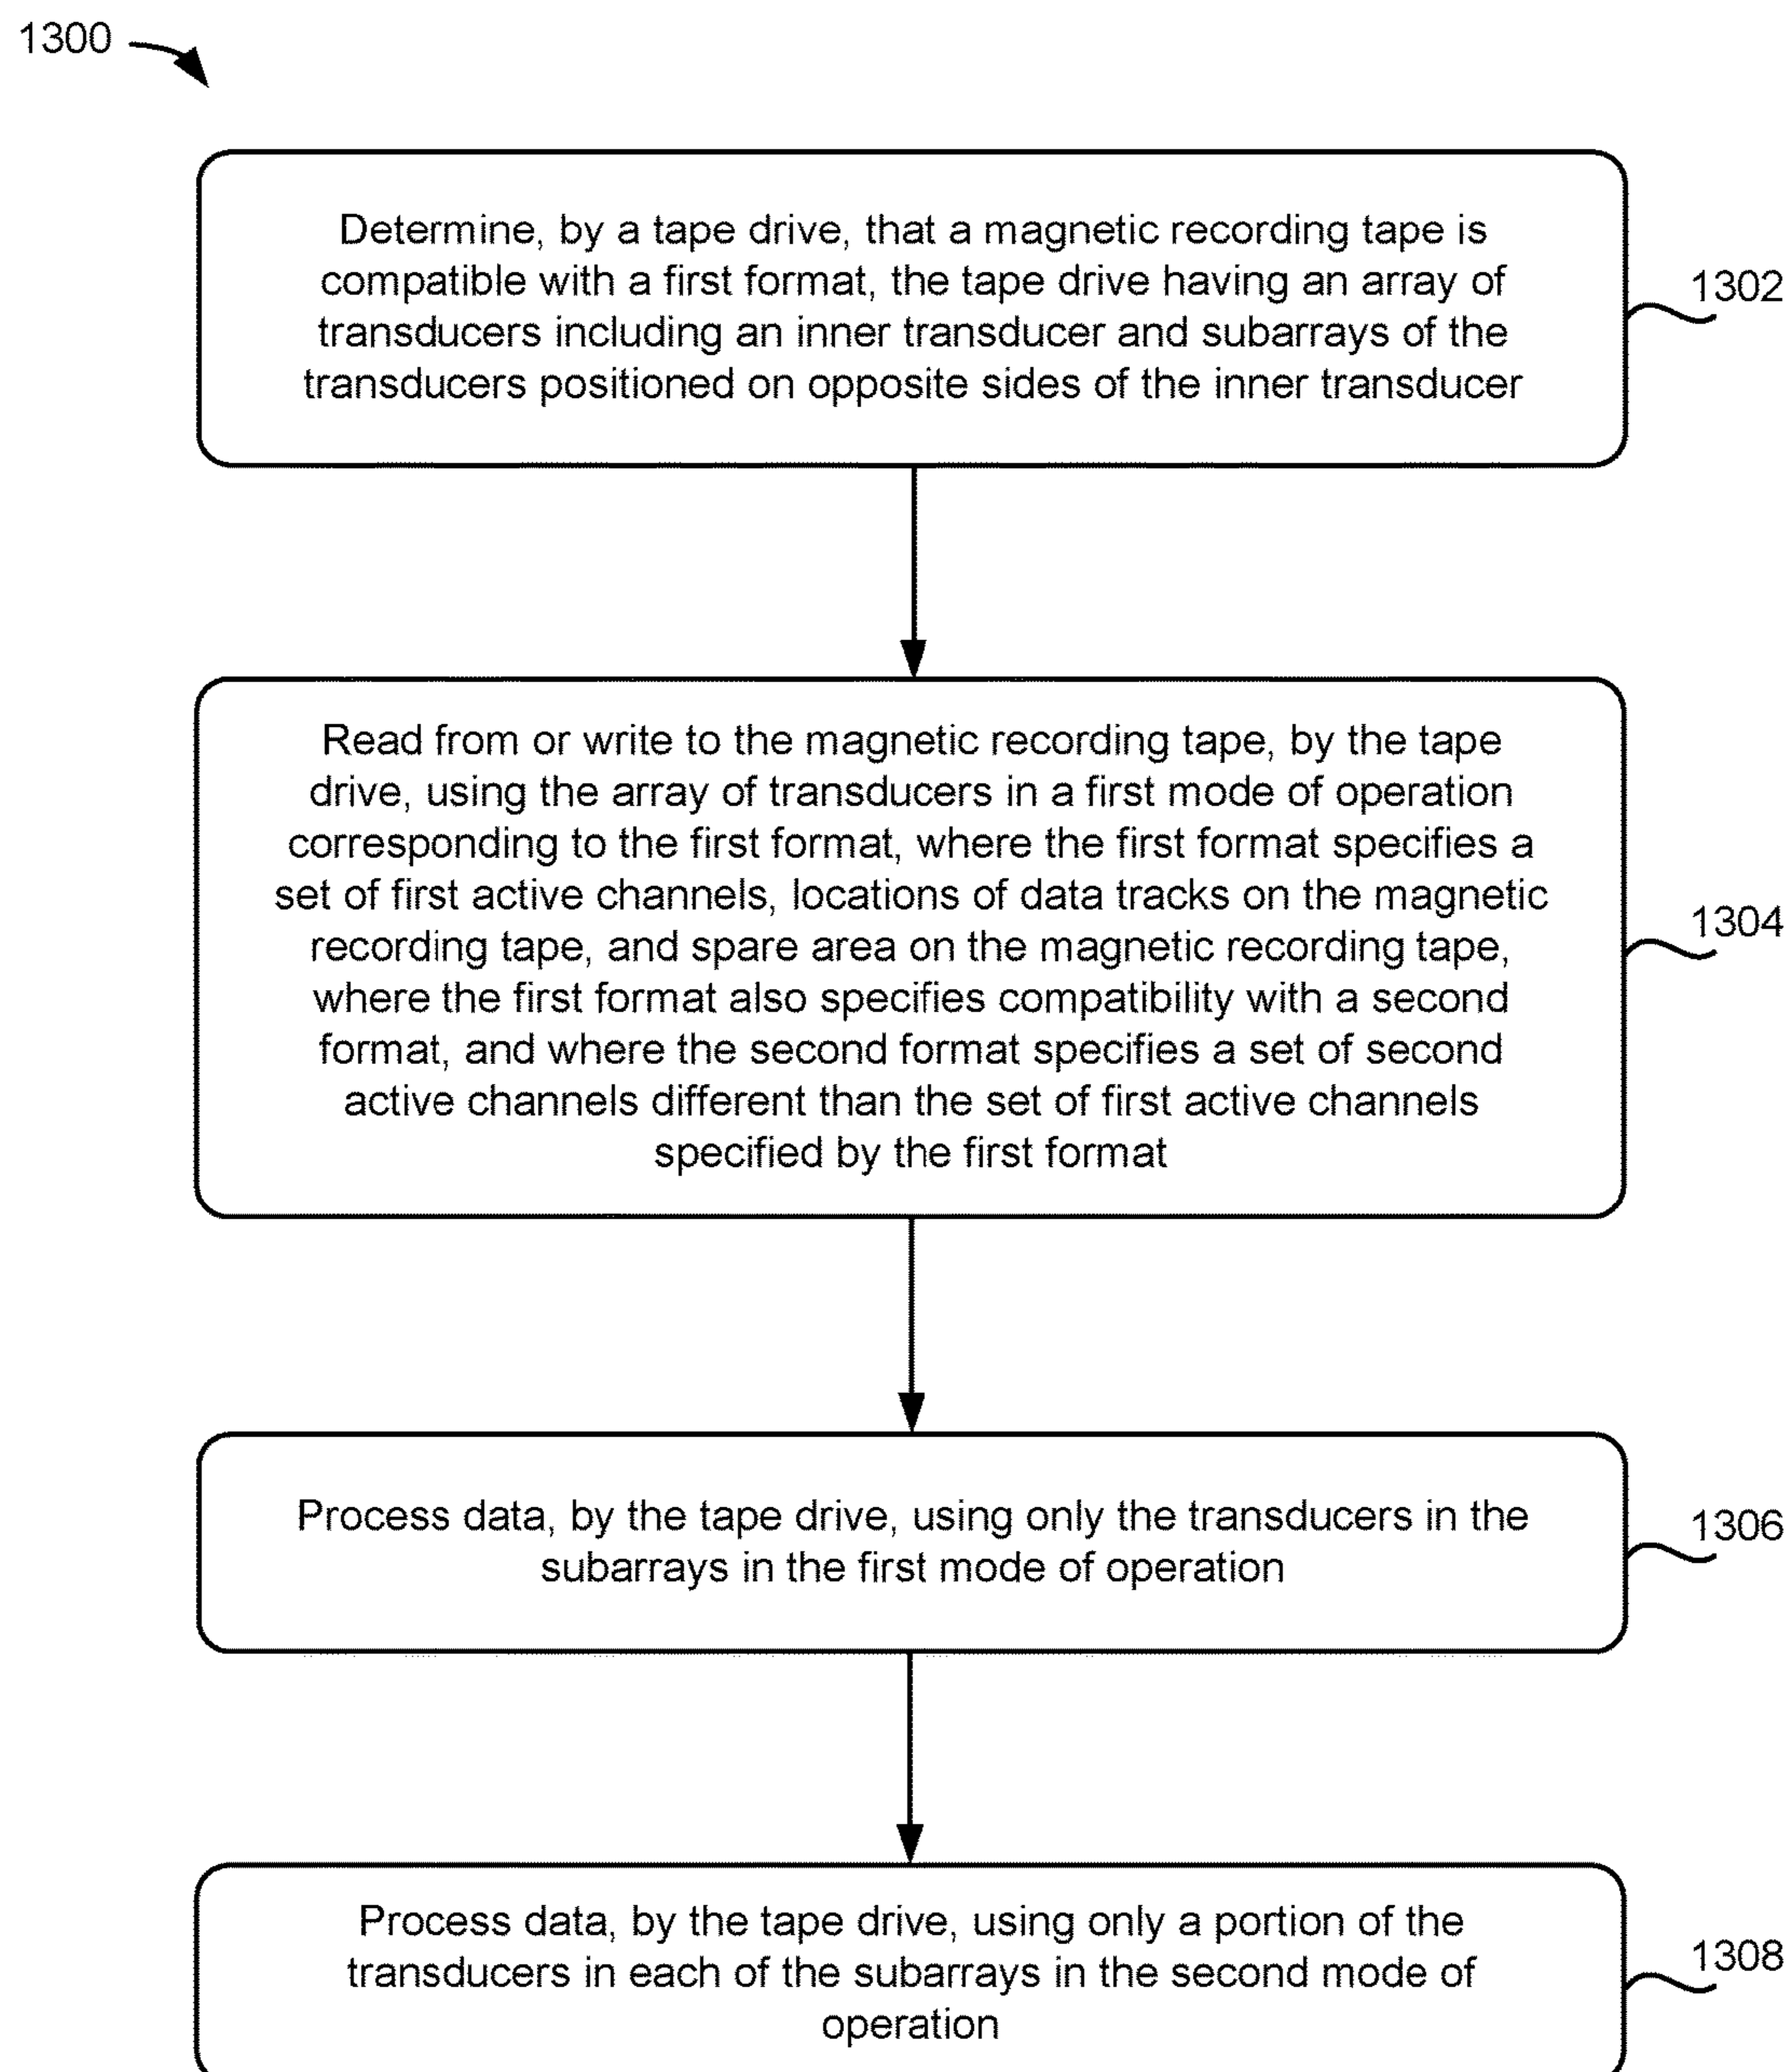 1300
Determine, by a tape drive, that a magnetic recording tape is
compatible with a first format, the tape drive having an array of
transducers including an inner transducer and subarrays of the
transducers positioned on opposite sides of the inner transducer
1302
Read from or write to the magnetic recording tape, by the tape
drive, using the array of transducers in a first mode of operation
corresponding to the first format, where the first format specifies a
set of first active channels, locations of data tracks on the magnetic
recording tape, and spare area on the magnetic recording tape,
where the first format also specifies compatibility with a second
format, and where the second format specifies a set of second
active channels different than the set of first active channels
specified by the first format
1304
Process data, by the tape drive, using only the transducers in the
subarrays in the first mode of operation
1306
Process data, by the tape drive, using only a portion of the
transducers in each of the subarrays in the second mode of
operation
1308